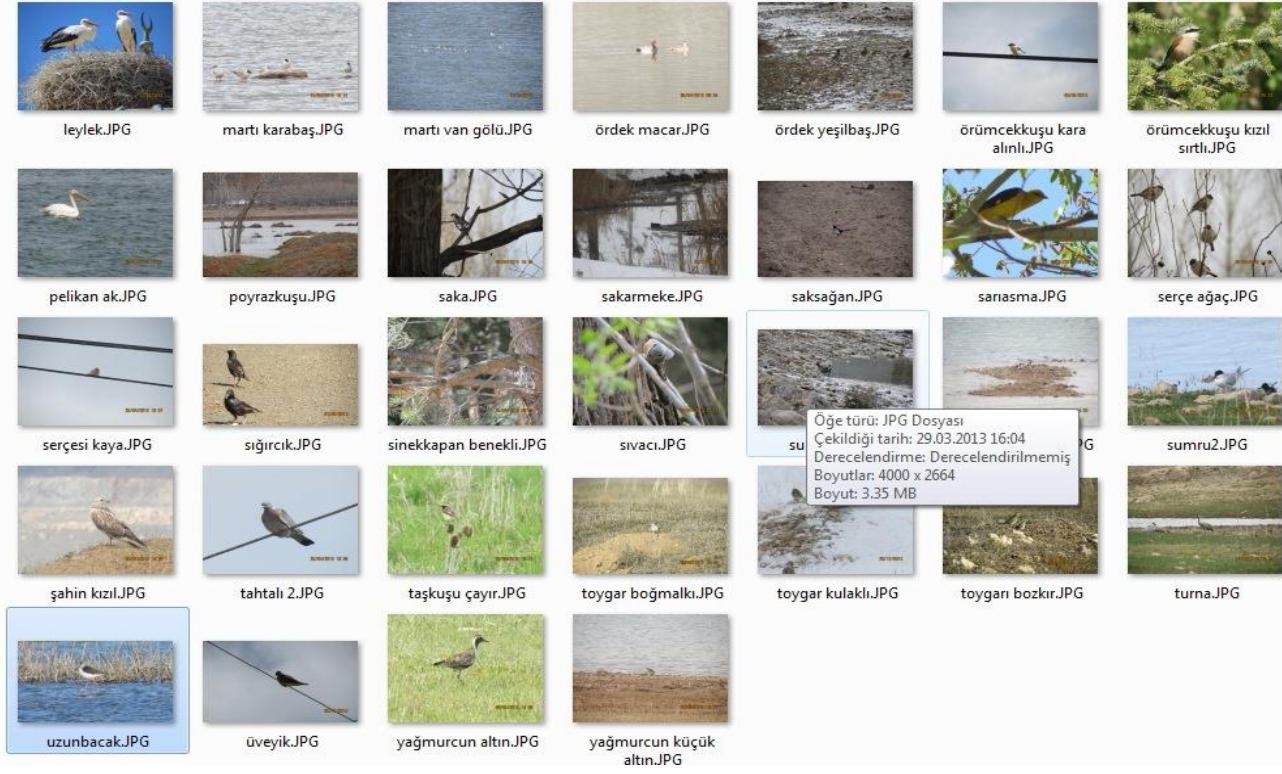 leylek.JPG
martı karabaş.JPG
martı van gölü.JPG
ördek macar.JPG
ördek yeşilbaş.JPG
örümcekkuşu kara
alınlı.JPG
örümcekkuşu kızıl
sırtlı.JPG
pelikan ak.JPG
poyrazkuşu.JPG
saka.JPG
sakarmeke.JPG
saksağan.JPG
sarıasma.JPG
serçe ağaç.JPG
serçesi kaya.JPG
sığırcık.JPG
sinekkapan benekli.JPG
sıvacı.JPG
sumru2.JPG
Öğe türü: JPG Dosyası
Çekildiği tarih: 29.03.2013 16:04
Derecelendirme: Derecelendirilmemiş
Boyutlar: 4000 x 2664
Boyut: 3.35 MB
şahin kızıl.JPG
tahtalı 2.JPG
taşkuşu çayır.JPG
toygar boğmalkı.JPG
toygar kulaklı.JPG
toygarı bozkır.JPG
turna.JPG
uzunbacak.JPG
üveyik.JPG
yağmurcun altın.JPG
yağmurcun küçük
altın.JPG